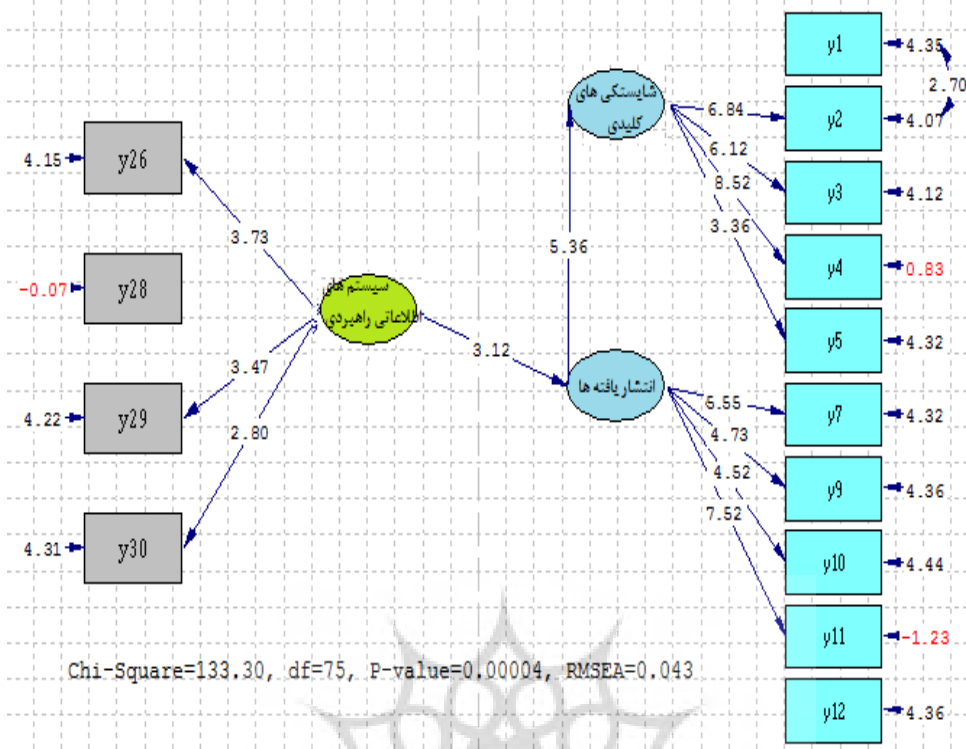 y1
4.35
2.70
y2
4.07
6.84
شایستگی های
کلیدی
6.12
y3
4.12
8.52
3.36
y4
0.83
y5
4.32
5.36
4.15
y26
3.73
-0.07
y28
سیستم های
اطلاعاتی راهبردی
3.12
3.47
4.22
y29
2.80
4.31
y30
انتشار یافته ها
6.55
y7
4.32
4.73
y9
4.36
4.52
7.52
y10
4.44
y11
-1.23
y12
4.36
Chi-Square=133.30, df=75, P-value=0.00004, RMSEA=0.043